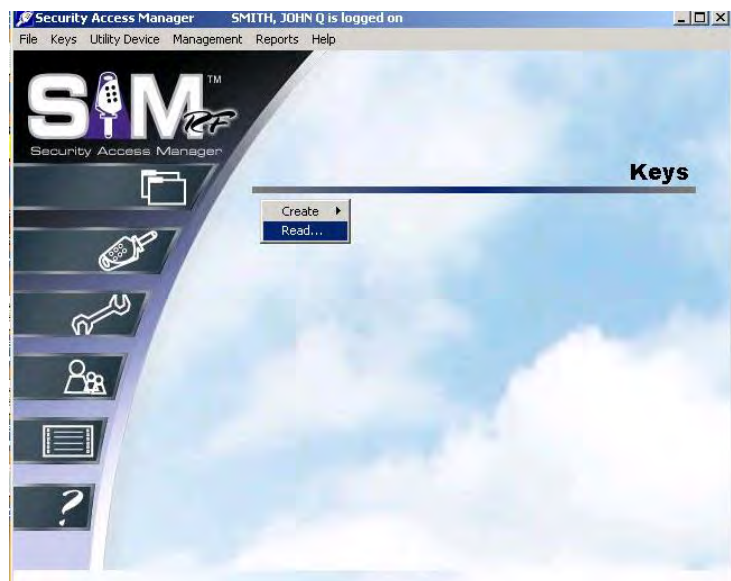 Security Access Manager SMITH, JOHN Q is logged on
File Keys Utility Device Management Reports Help
SAM RF TM
Security Access Manager
Keys
Create
Read...
?